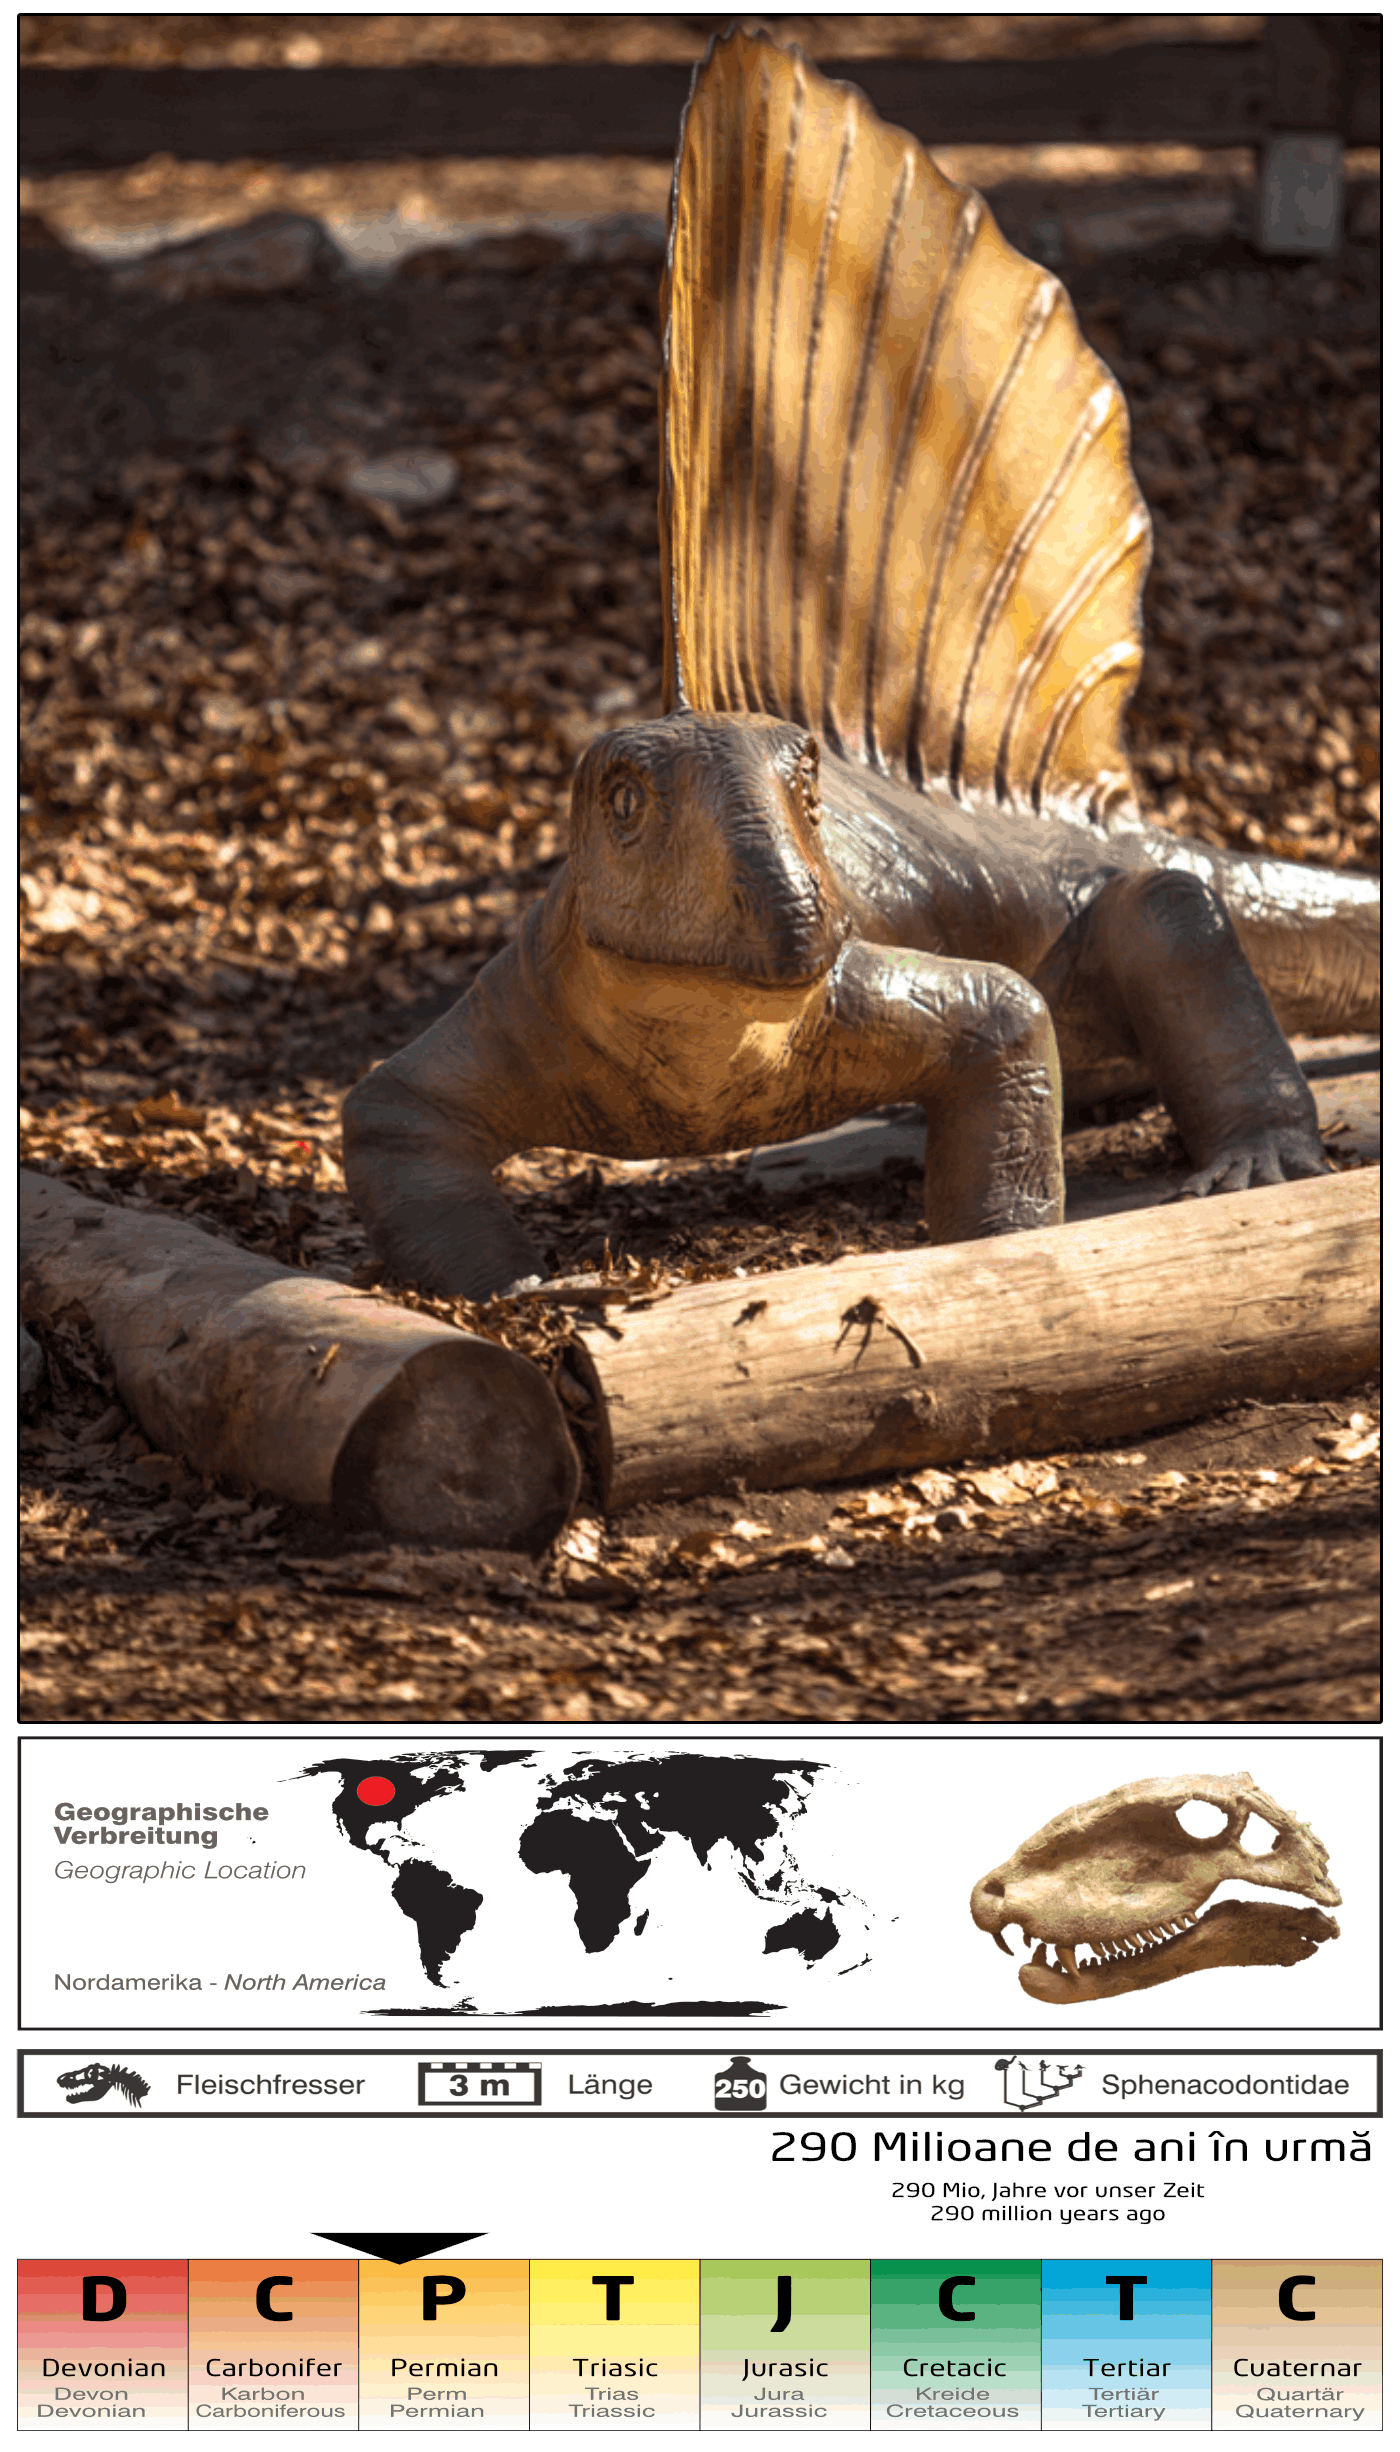 Geographische
Verbreitung
Geographic Location
Nordamerika - North America
Fleischfresser
3 m
Länge
250
Gewicht in kg
Sphenacodontidae
290 Milioane de ani în urmă
290 Mio, Jahre vor unser Zeit
290 million years ago
D C P T J C T C
Devonian Carbonifer Permian Triasic Jurasic Cretacic Tertiar Cuaternar
Devon Karbon Perm Trias Jura Kreide Tertiär Quartär
Devonian Carboniferous Permian Triassic Jurassic Cretaceous Tertiary Quaternary